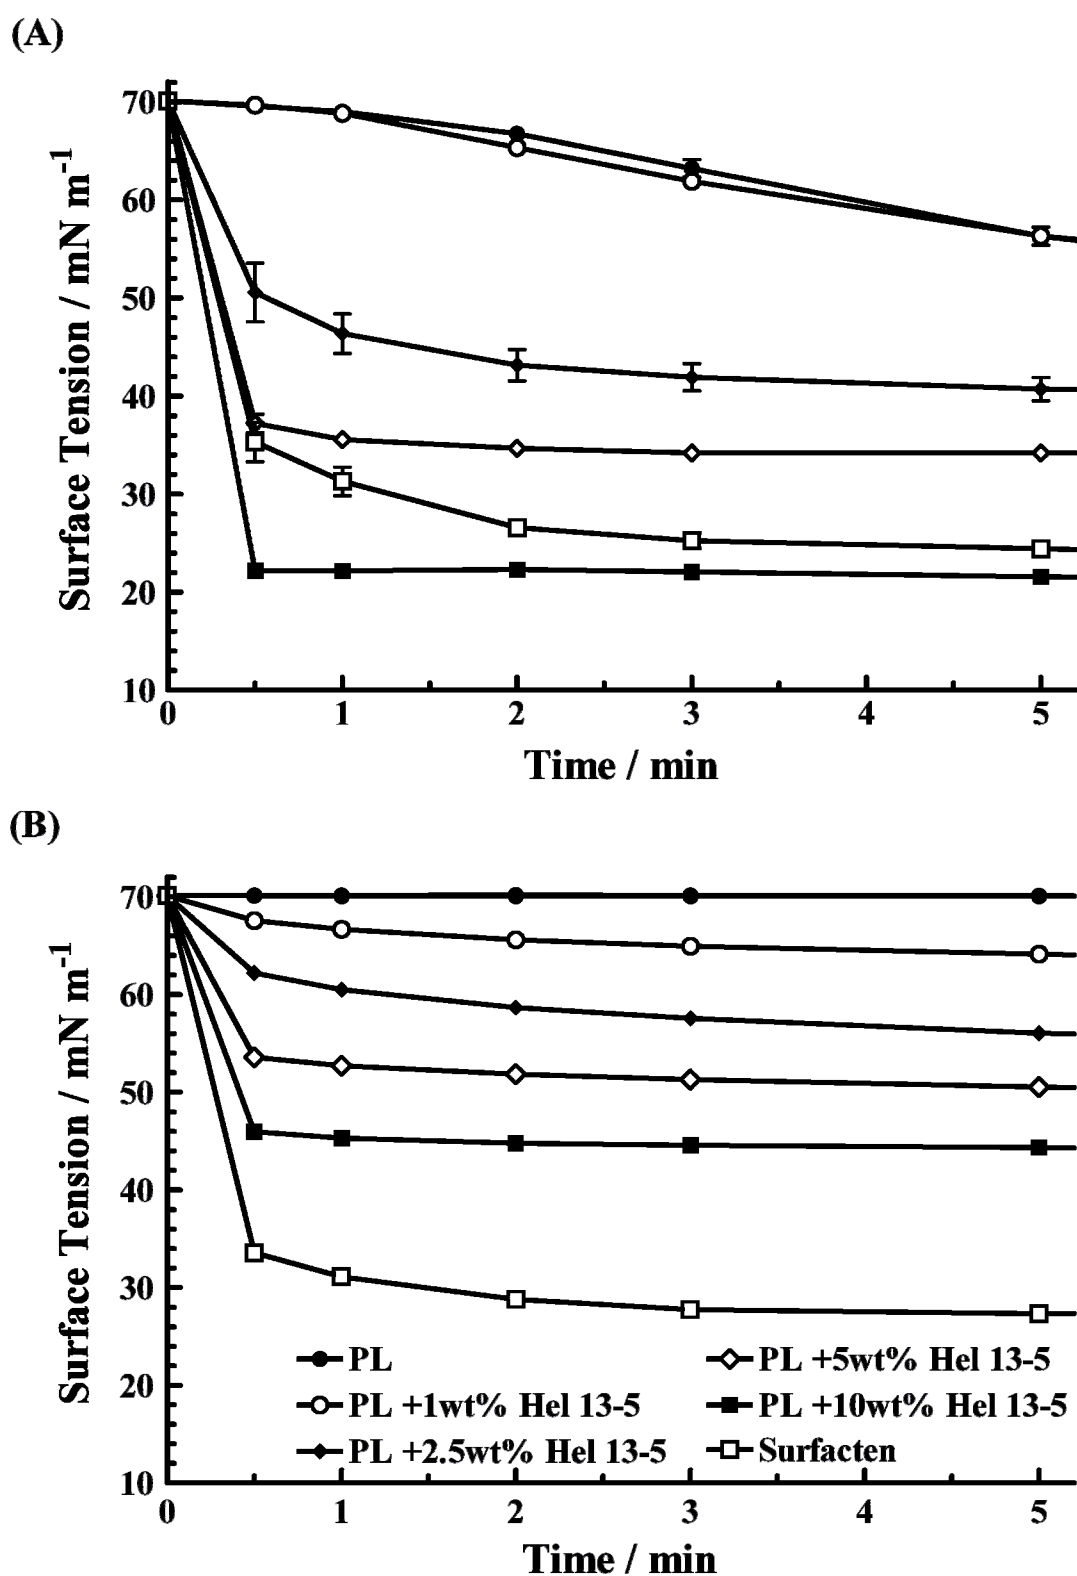 (A)
Surface Tension / mN m-1
70
60
50
40
30
20
10
0 1 2 3 4 5
Time / min
(B)
Surface Tension / mN m-1
70
60
50
40
30
20
10
PL
PL +1wt% Hel 13-5
PL +2.5wt% Hel 13-5
PL +5wt% Hel 13-5
PL +10wt% Hel 13-5
Surfacten
0 1 2 3 4 5
Time / min